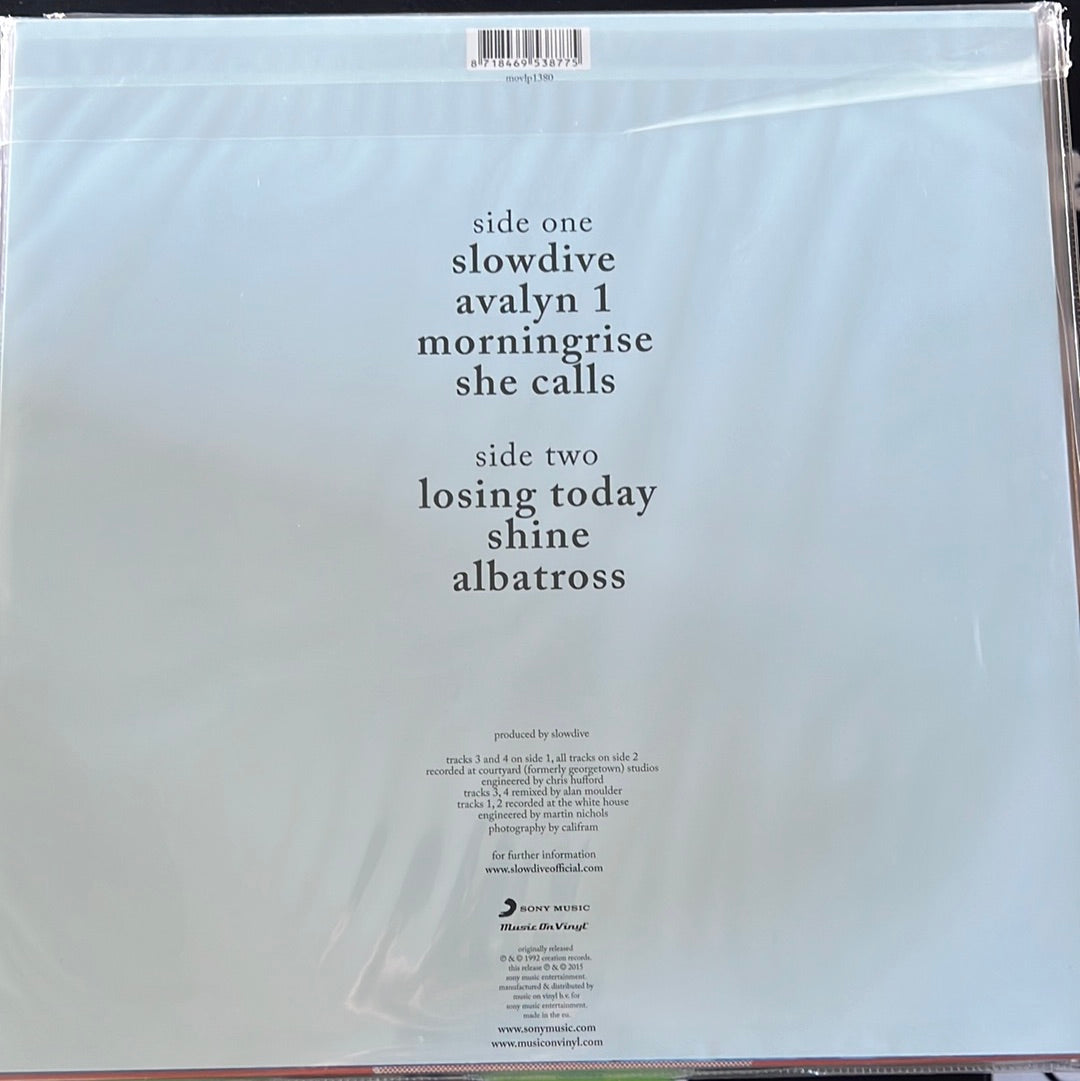 8 718469 538775
movlp1380
side one
slowdive
avalyn 1
morningrise
she calls
side two
losing today
shine
albatross
produced by slowdive
tracks 3 and 4 on side 1, all tracks on side 2
recorded at courtyard (formerly georgetown) studios
engineered by chris hufford
tracks 3, 4 remixed by alan moulder
tracks 1, 2 recorded at the white house
engineered by martin nichols
photography by califram
for further information
www.slowdiveofficial.com
SONY MUSIC
Music On Vinyl
originally released
℗ & © 1992 creation records.
this release ℗ & © 2015
sony music entertainment.
manufactured & distributed by
music on vinyl b.v. for
sony music entertainment.
made in the eu.
www.sonymusic.com
www.musiconvinyl.com